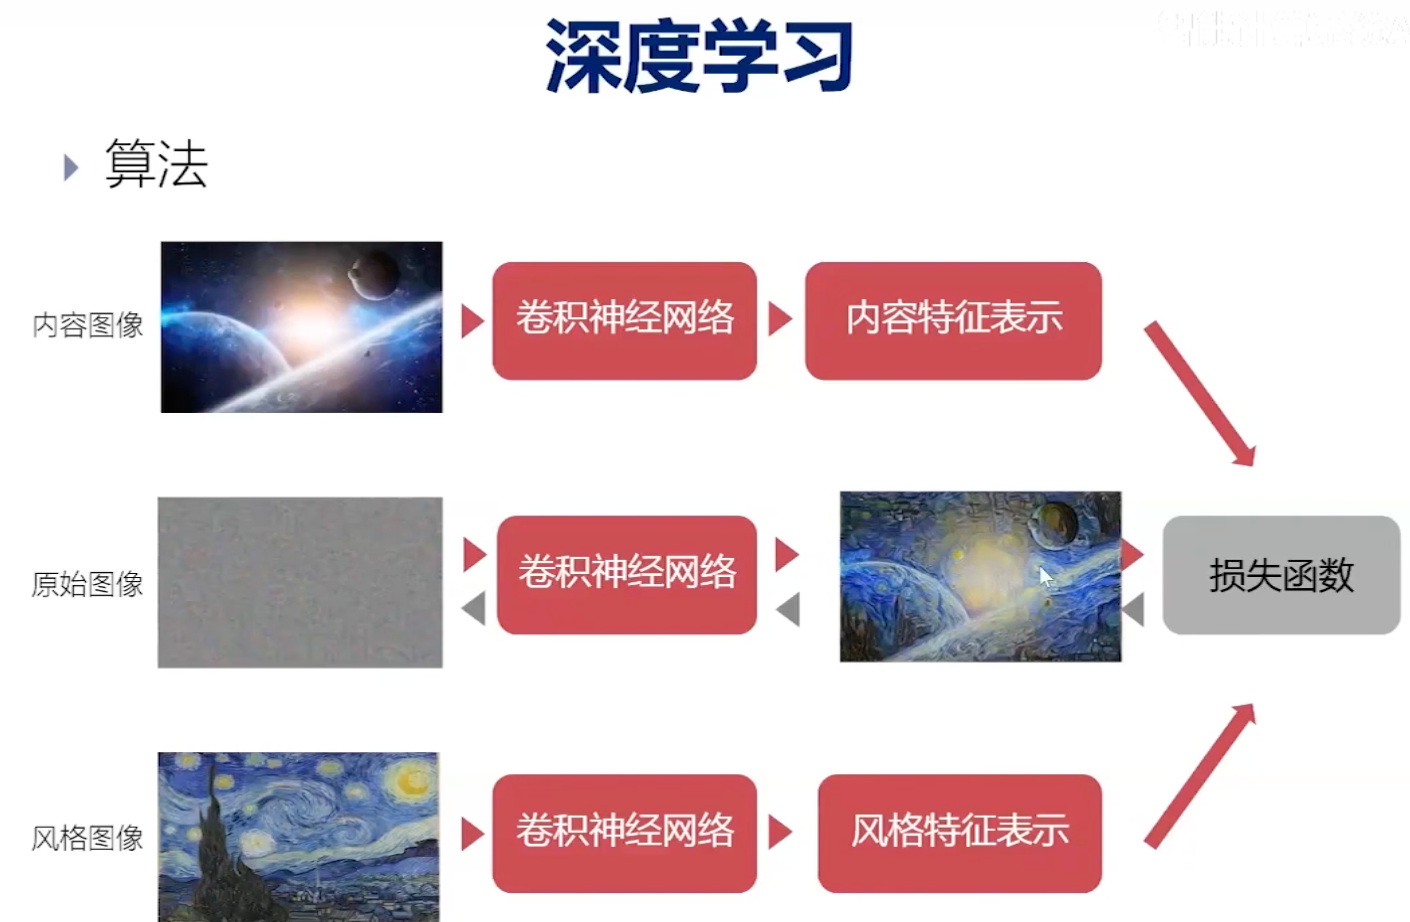 深度学习
算法
内容图像
卷积神经网络
内容特征表示
原始图像
卷积神经网络
损失函数
风格图像
卷积神经网络
风格特征表示